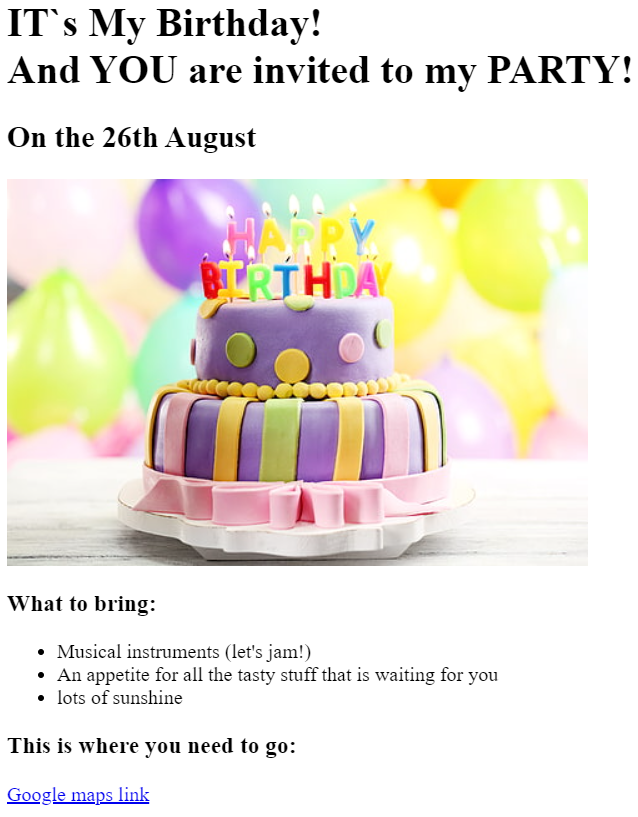 IT`s My Birthday!
And YOU are invited to my PARTY!
On the 26th August
HAPPY
BIRTHDAY
What to bring:
Musical instruments (let's jam!)
An appetite for all the tasty stuff that is waiting for you
lots of sunshine
This is where you need to go:
Google maps link